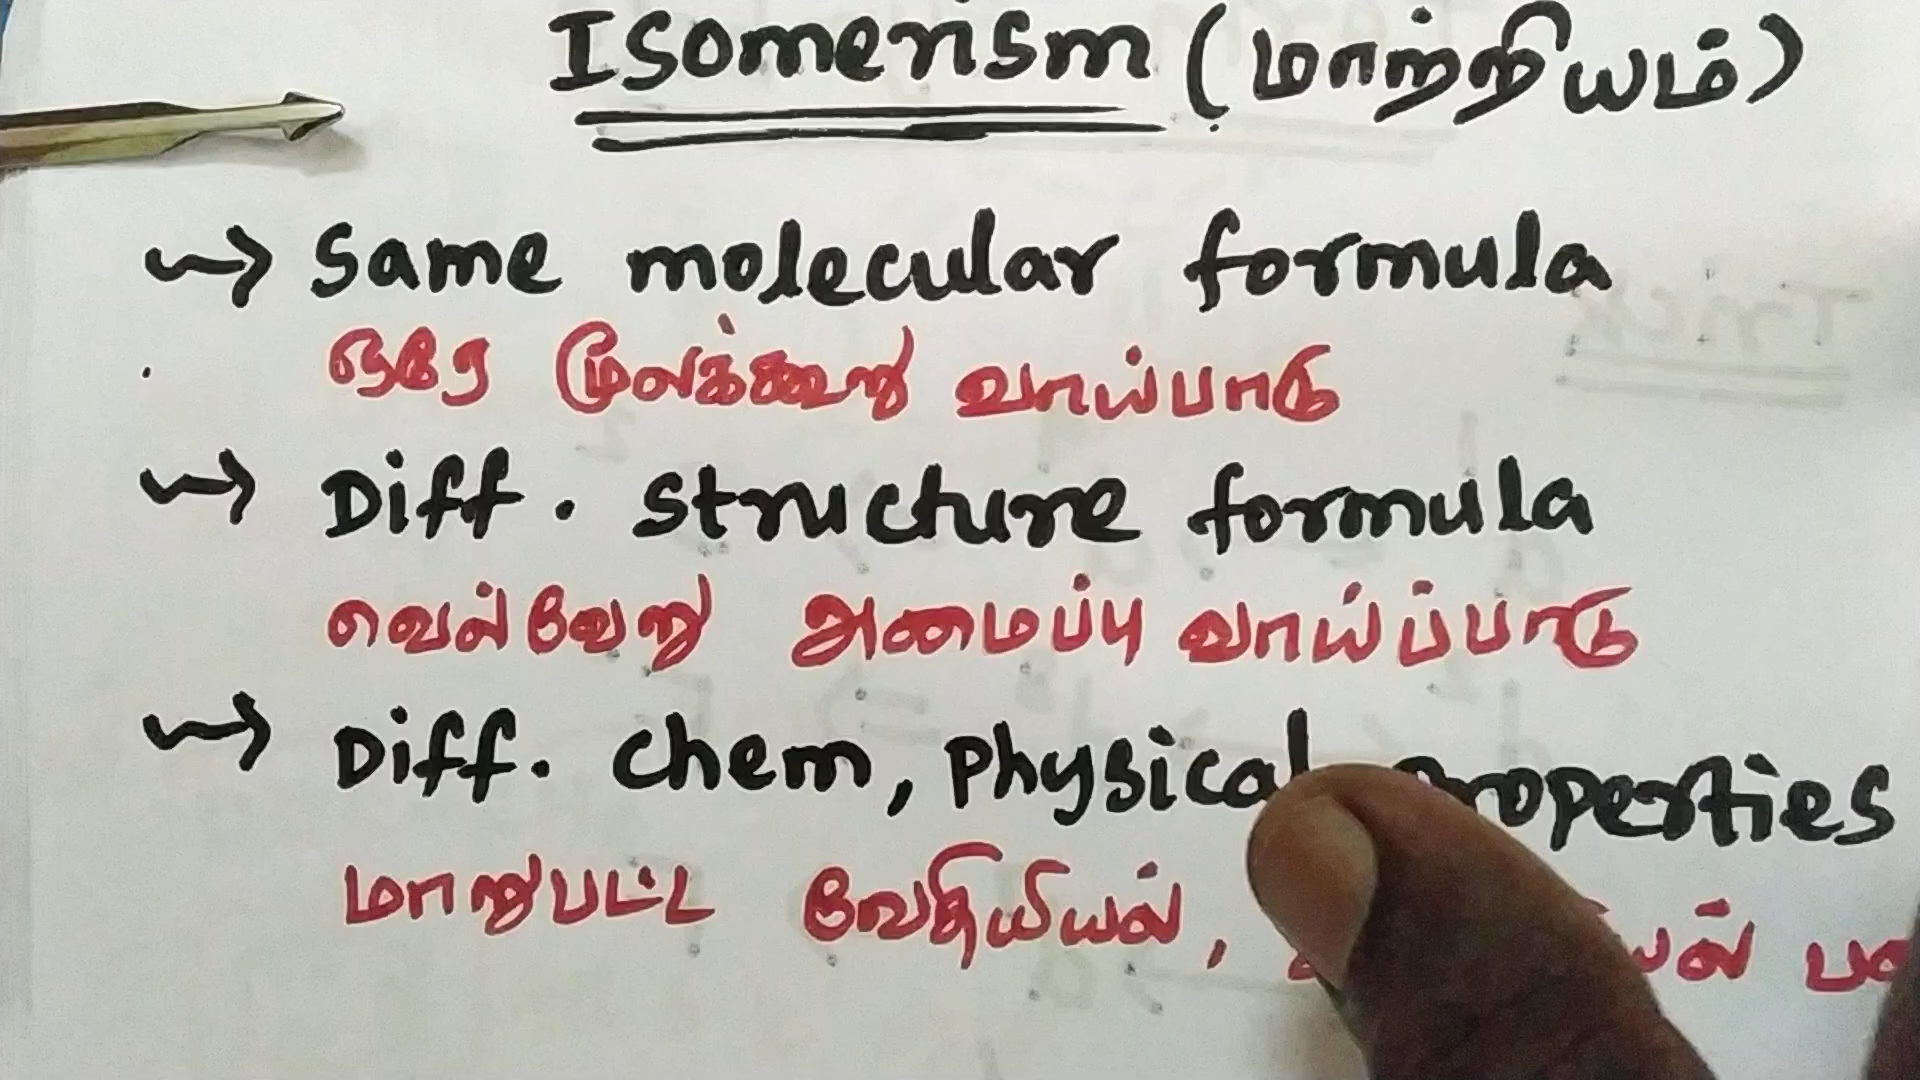 Isomerism (மாற்றியம்)
Same molecular formula
ஒரே மூலக்கூறு வாய்பாடு
Diff. structure formula
வெல்வேறு அமைப்பு வாய்ப்பாடு
Diff. chem, physical properties
மாறுபட்ட வேதியியல்,